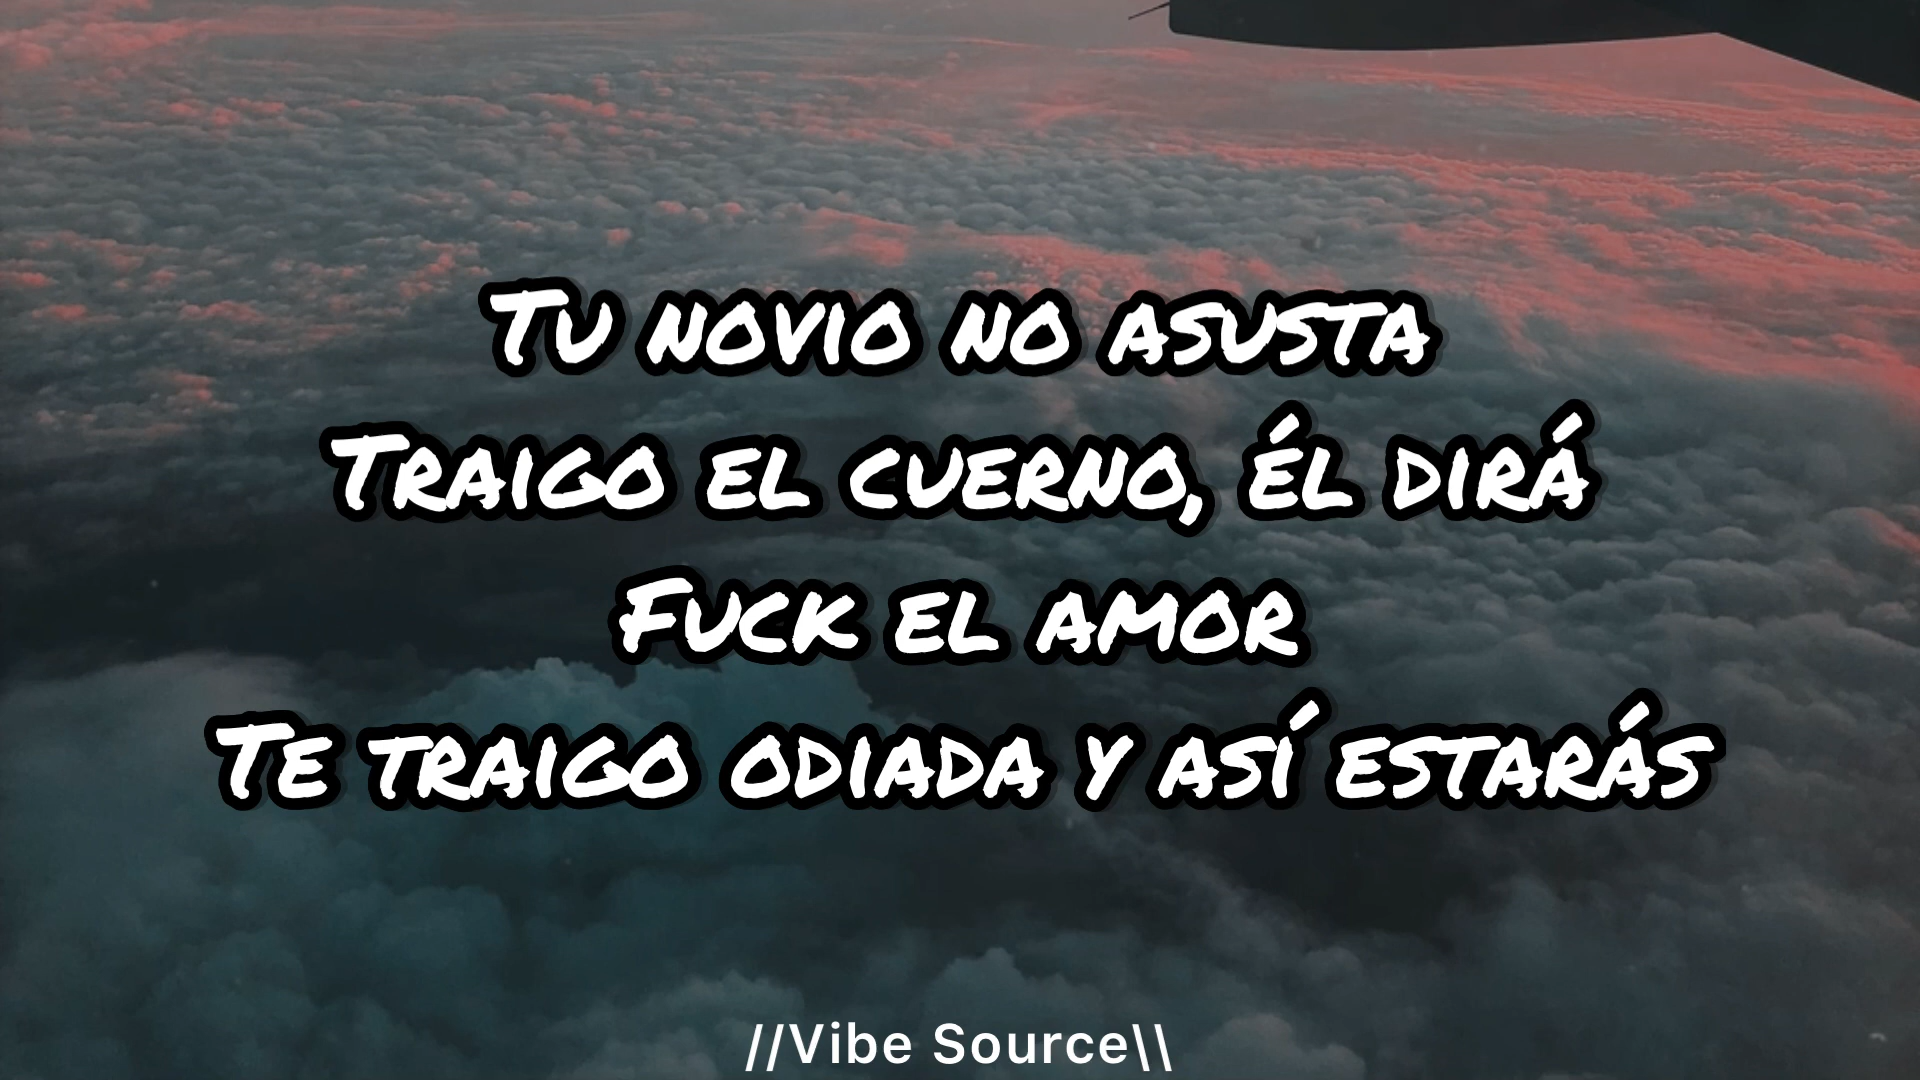 Tu novio no asusta
Traigo el cuerno, él dirá
Fuck el amor
Te traigo odiada y así estarás
//Vibe Source\\